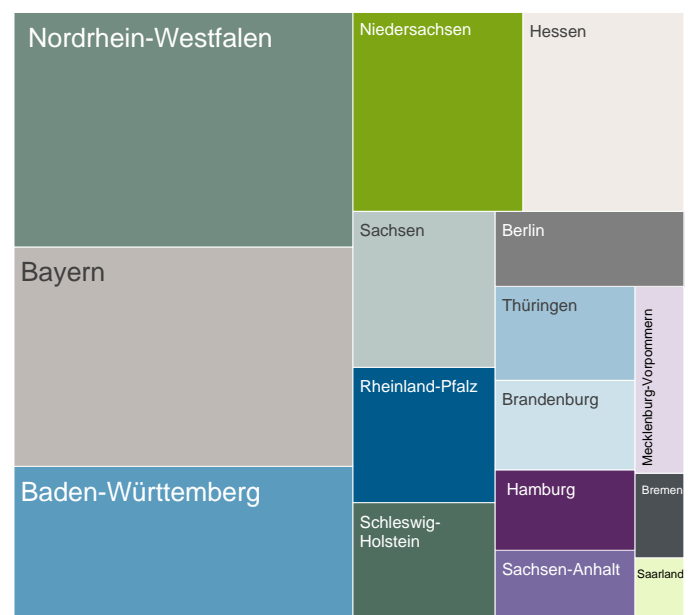 Nordrhein-Westfalen
Bayern
Baden-Württemberg
Niedersachsen
Hessen
Sachsen
Berlin
Rheinland-Pfalz
Thüringen
Mecklenburg-Vorpommern
Brandenburg
Schleswig-
Holstein
Hamburg
Bremen
Sachsen-Anhalt
Saarland